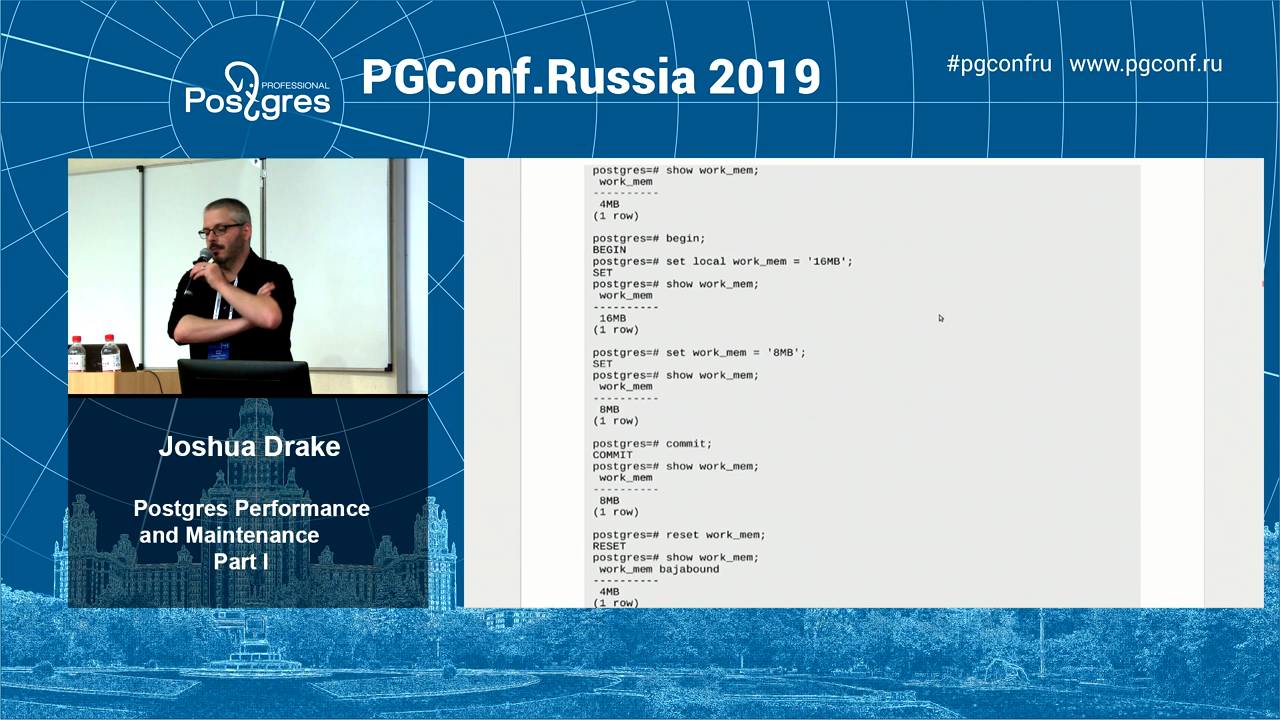 PROFESSIONAL
Postgres
PGConf.Russia 2019
#pgconfru www.pgconf.ru
Joshua Drake
Postgres Performance
and Maintenance
Part I
postgres=# show work_mem;
work_mem
----------
4MB
(1 row)
postgres=# begin;
BEGIN
postgres=# set local work_mem = '16MB';
SET
postgres=# show work_mem;
work_mem
----------
16MB
(1 row)
postgres=# set work_mem = '8MB';
SET
postgres=# show work_mem;
work_mem
----------
8MB
(1 row)
postgres=# commit;
COMMIT
postgres=# show work_mem;
work_mem
----------
8MB
(1 row)
postgres=# reset work_mem;
RESET
postgres=# show work_mem;
work_mem bajabound
----------
4MB
(1 row)